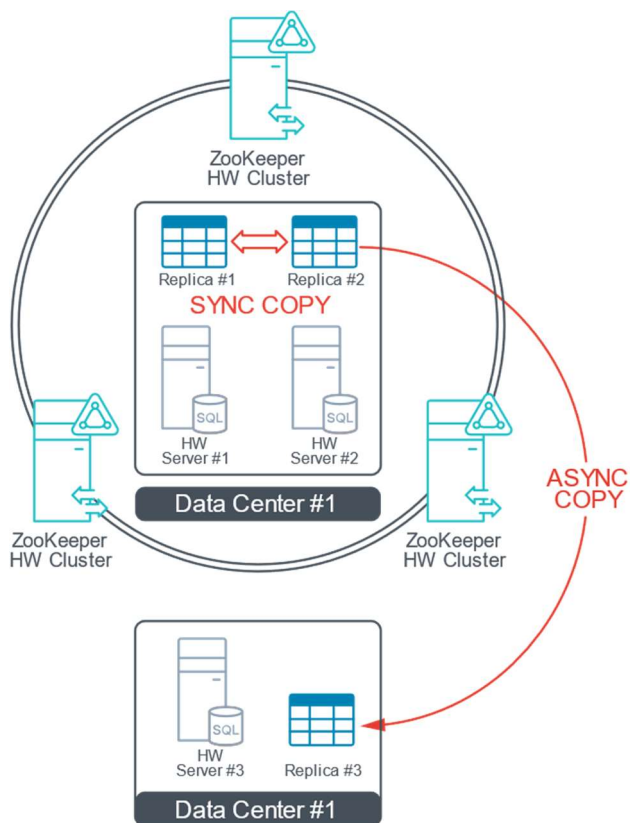 ZooKeeper
HW Cluster
Replica #1
Replica #2
SYNC COPY
SQL
SQL
HW
Server #1
HW
Server #2
Data Center #1
ZooKeeper
HW Cluster
ZooKeeper
HW Cluster
ASYNC
COPY
SQL
HW
Server #3
Replica #3
Data Center #1